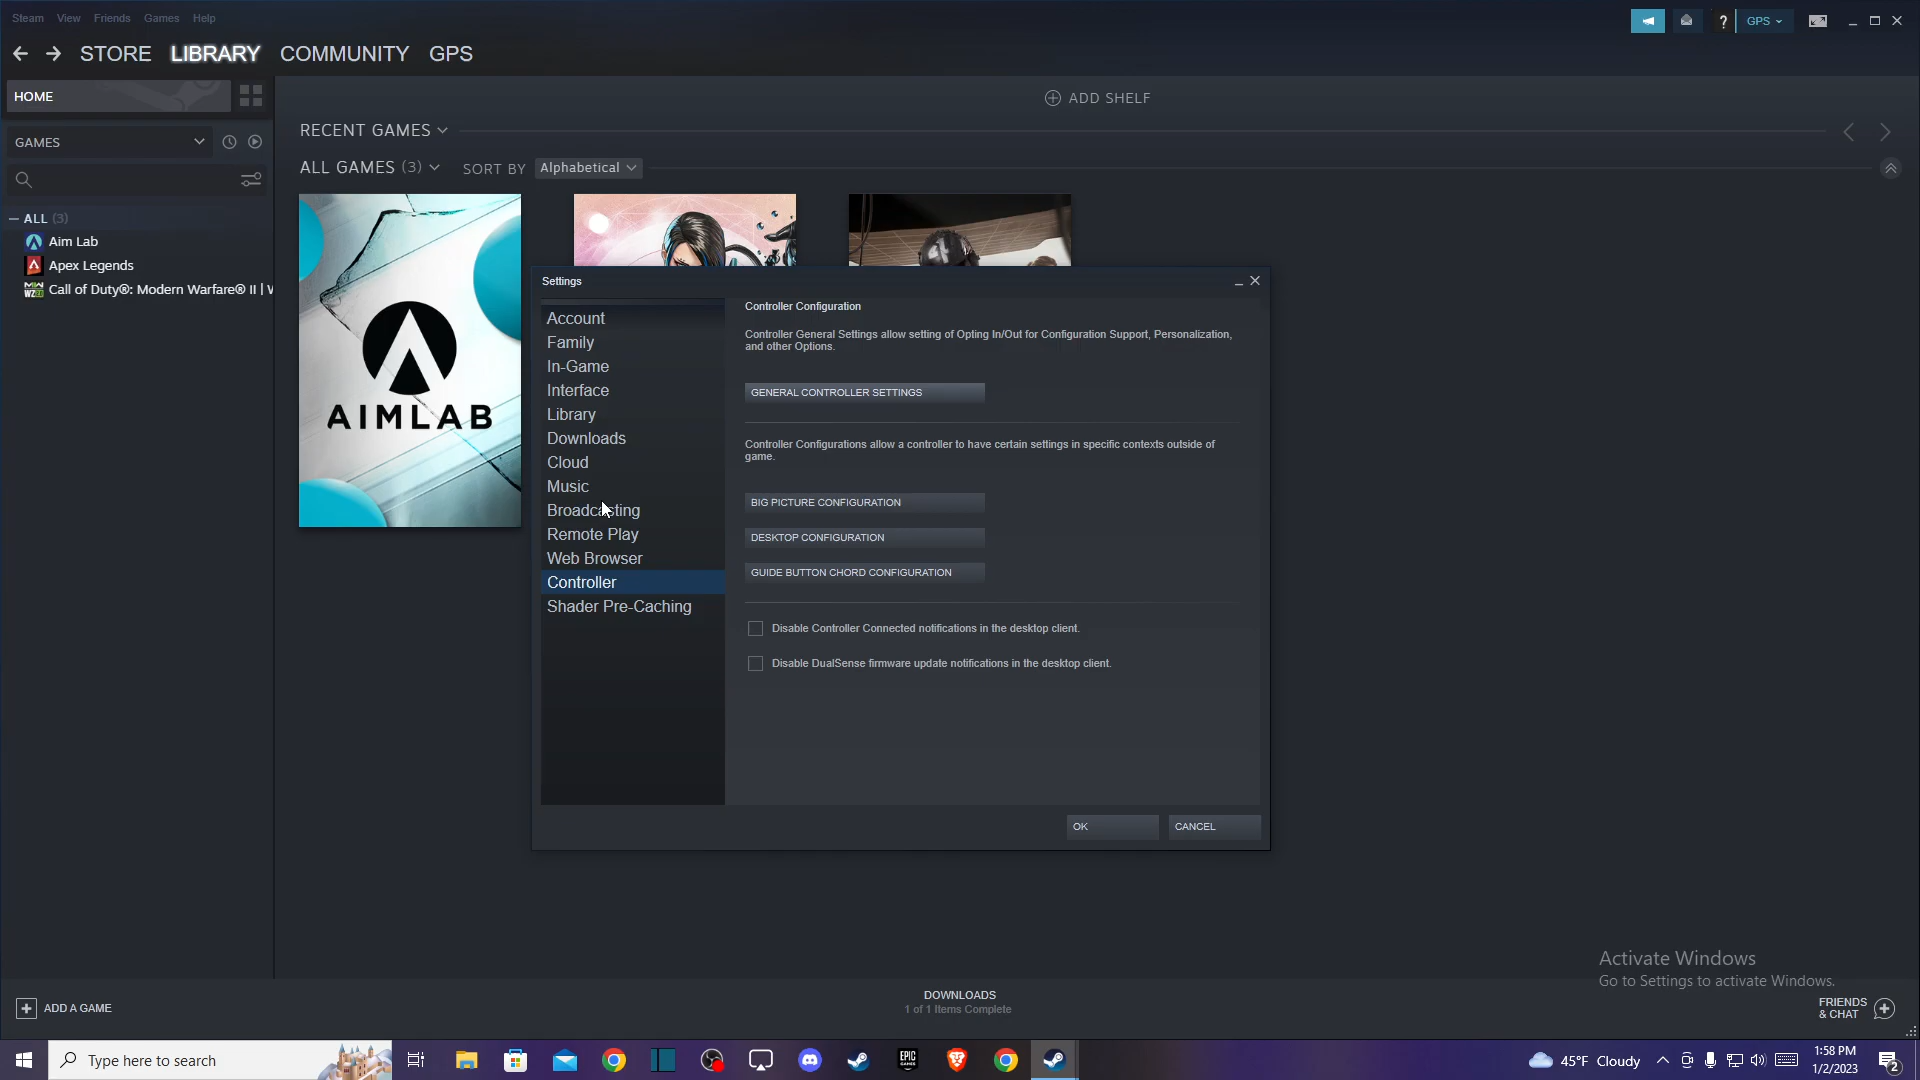 Steam View Friends Games Help
? GPS
STORE LIBRARY COMMUNITY GPS
HOME
ADD SHELF
GAMES
RECENT GAMES
ALL GAMES (3) SORT BY Alphabetical
ALL (3)
Aim Lab
Apex Legends
Call of Duty®: Modern Warfare® II |
AIMLAB
Settings
Account
Family
In-Game
Interface
Library
Downloads
Cloud
Music
Broadcasting
Remote Play
Web Browser
Controller
Shader Pre-Caching
Controller Configuration
Controller General Settings allow setting of Opting In/Out for Configuration Support, Personalization,
and other Options.
GENERAL CONTROLLER SETTINGS
Controller Configurations allow a controller to have certain settings in specific contexts outside of
game.
BIG PICTURE CONFIGURATION
DESKTOP CONFIGURATION
GUIDE BUTTON CHORD CONFIGURATION
Disable Controller Connected notifications in the desktop client.
Disable DualSense firmware update notifications in the desktop client.
OK CANCEL
Activate Windows
Go to Settings to activate Windows.
ADD A GAME
DOWNLOADS
1 of 1 Items Complete
FRIENDS
& CHAT
Type here to search
EPIC
GAMES
45°F Cloudy
1:58 PM
1/2/2023
2